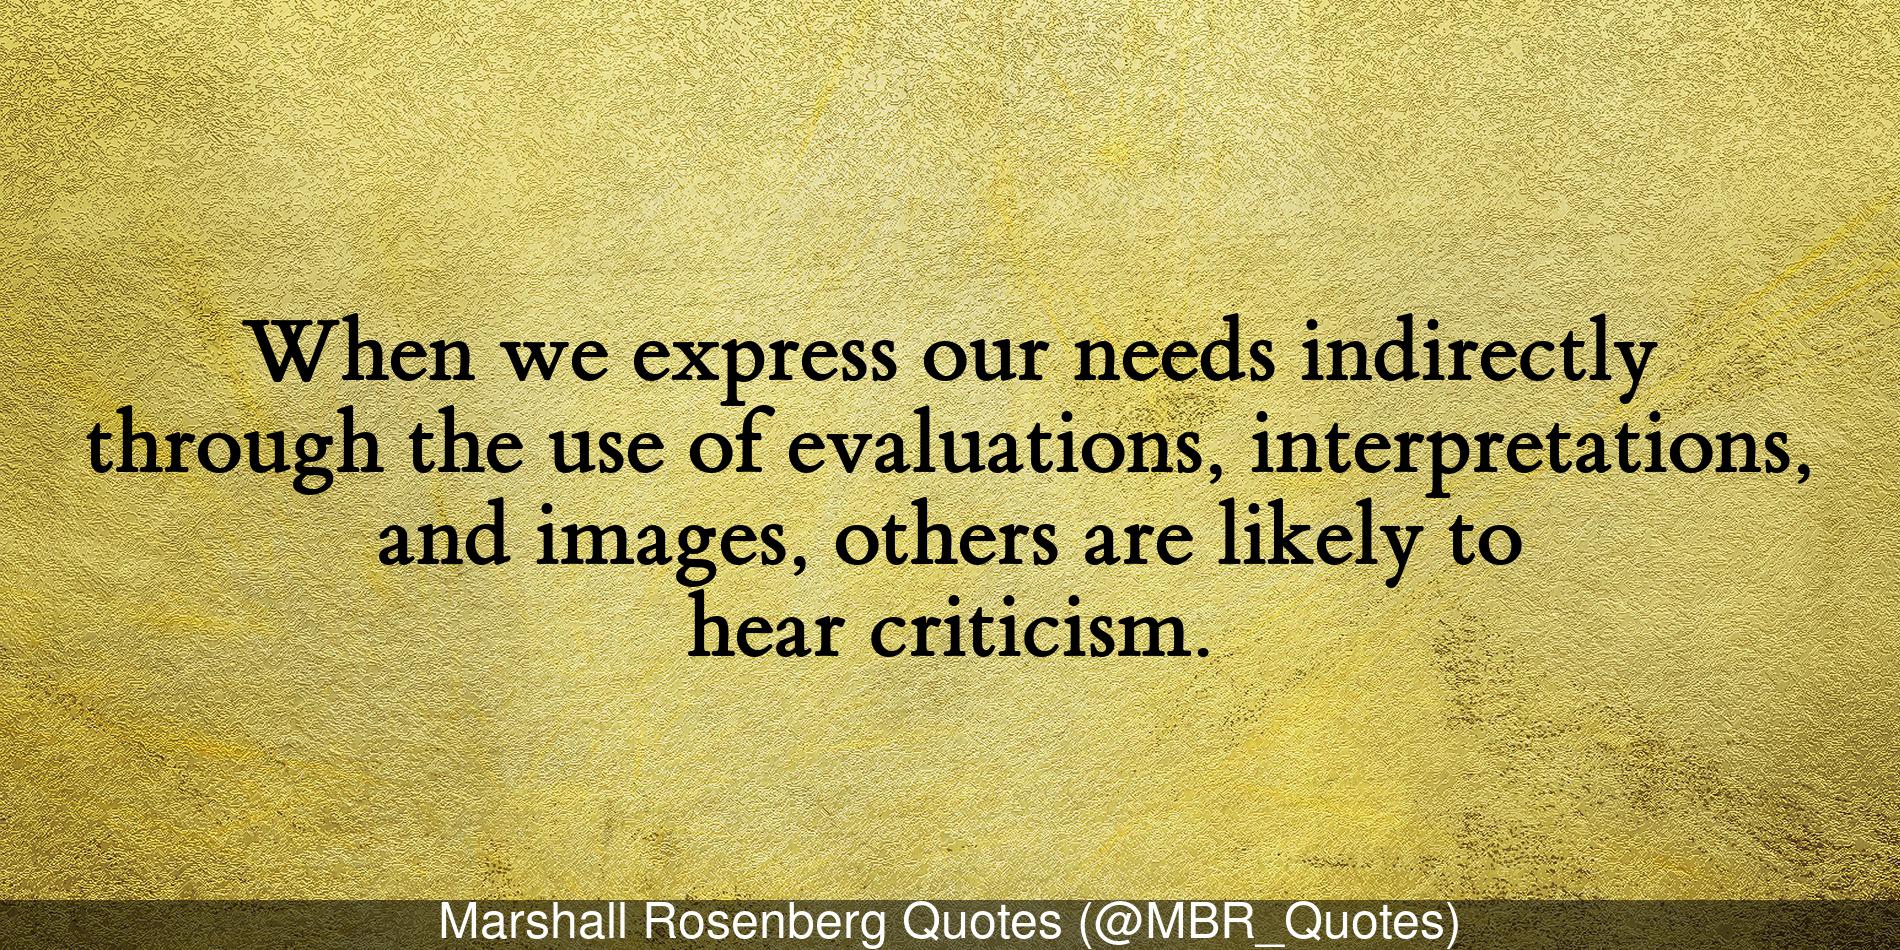 When we express our needs indirectly
through the use of evaluations, interpretations,
and images, others are likely to
hear criticism.
Marshall Rosenberg Quotes (@MBR_Quotes)